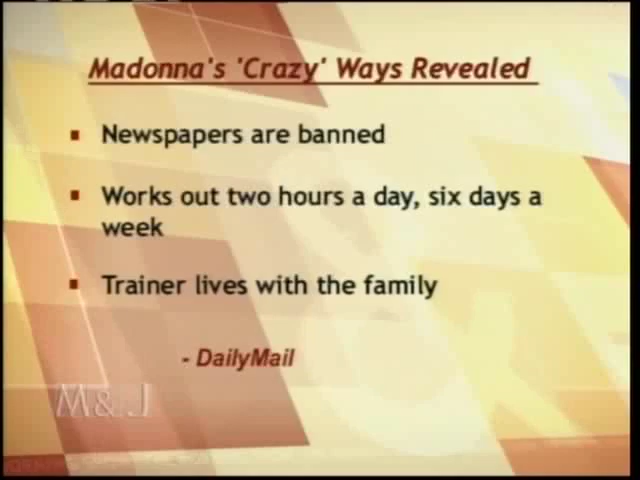 Madonna's 'Crazy' Ways Revealed
▪ Newspapers are banned
▪ Works out two hours a day, six days a
week
▪ Trainer lives with the family
- DailyMail
M&J